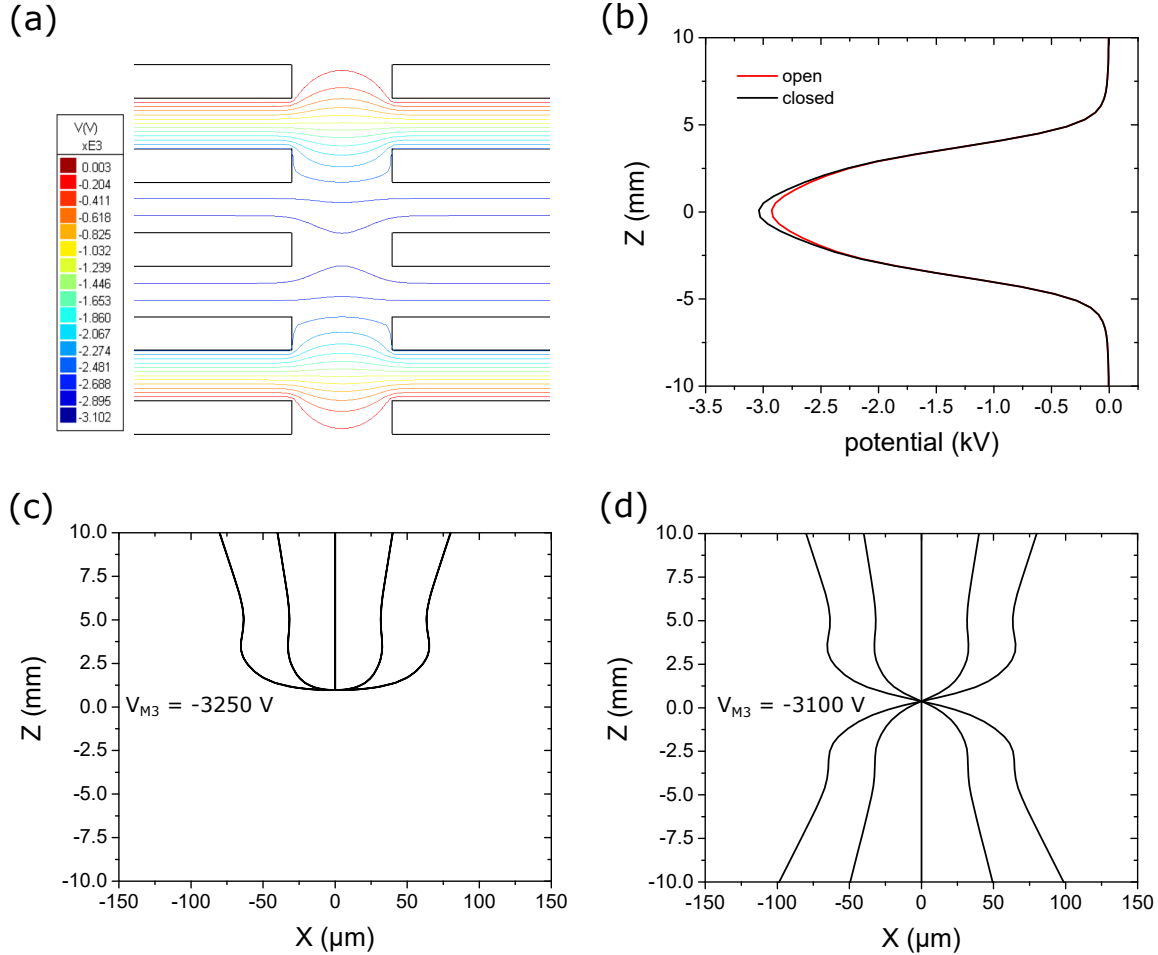 (a)
V(V)
xE3
0.003
-0.204
-0.411
-0.618
-0.825
-1.032
-1.239
-1.446
-1.653
-1.860
-2.067
-2.274
-2.481
-2.688
-2.895
-3.102
(b)
open
closed
10
5
0
-5
-10
Z (mm)
-3.5 -3.0 -2.5 -2.0 -1.5 -1.0 -0.5 0.0
potential (kV)
(c)
10.0
7.5
5.0
2.5
0.0
-2.5
-5.0
-7.5
-10.0
Z (mm)
V_M3 = -3250 V
-150 -100 -50 0 50 100 150
X (µm)
(d)
10.0
7.5
5.0
2.5
0.0
-2.5
-5.0
-7.5
-10.0
Z (mm)
V_M3 = -3100 V
-150 -100 -50 0 50 100 150
X (µm)